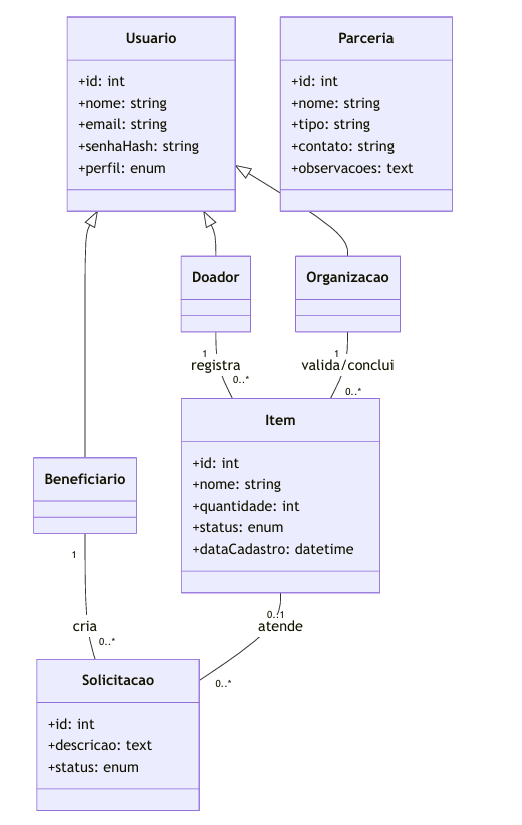 Usuario
+id: int
+nome: string
+email: string
+senhaHash: string
+perfil: enum
Parceria
+id: int
+nome: string
+tipo: string
+contato: string
+observacoes: text
Doador
Organizacao
1
registra
0..*
1
valida/conclui
0..*
Item
+id: int
+nome: string
+quantidade: int
+status: enum
+dataCadastro: datetime
Beneficiario
1
cria
0..*
0..1
atende
0..*
Solicitacao
+id: int
+descricao: text
+status: enum